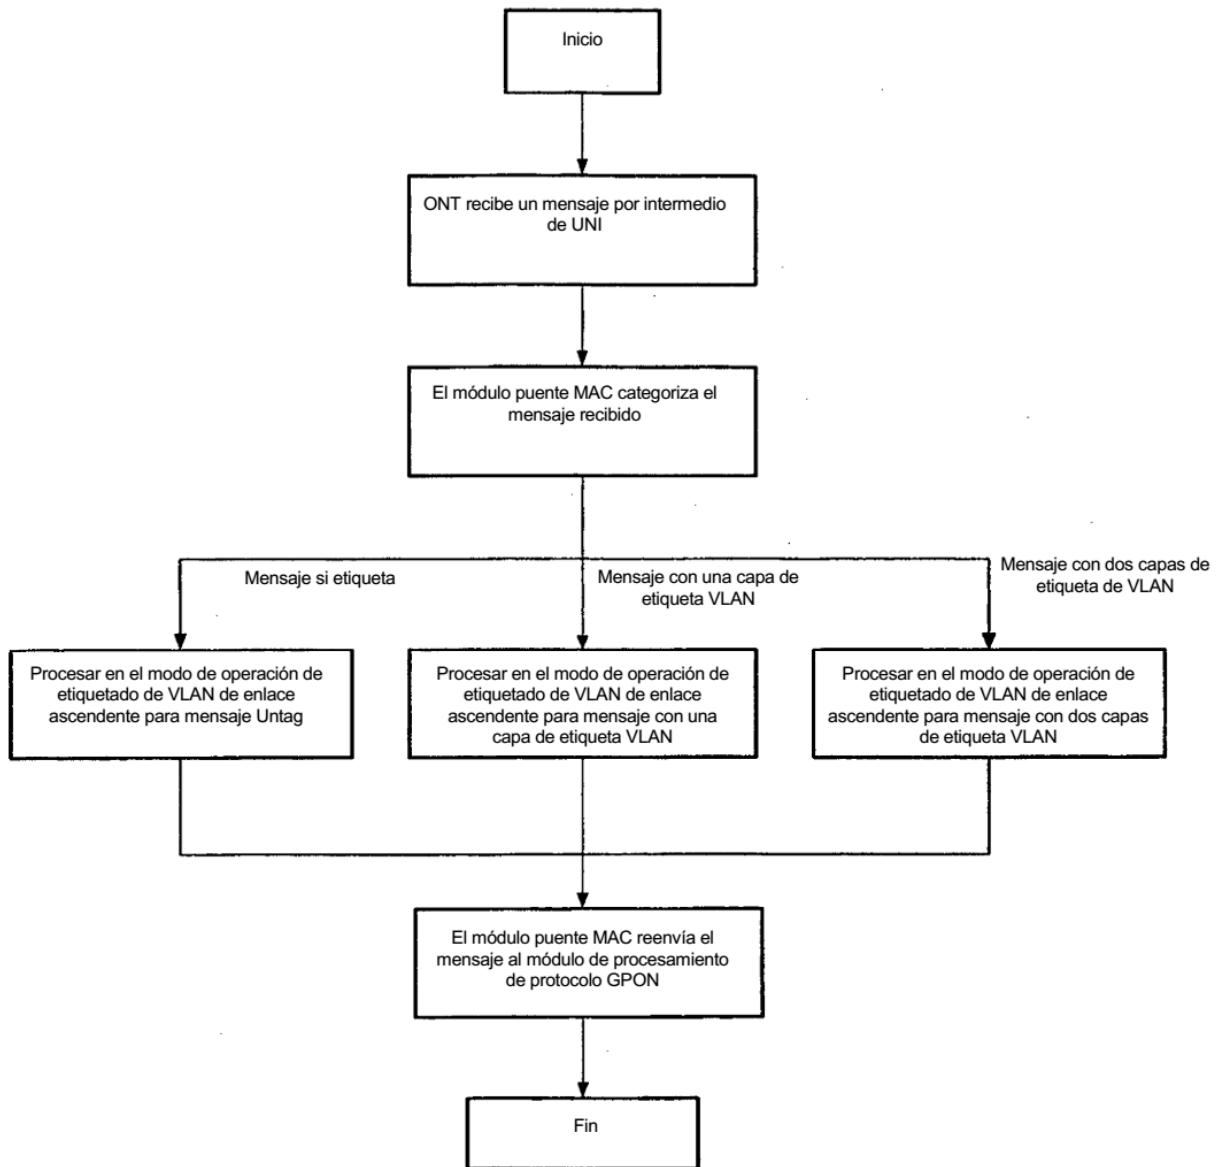 Inicio
ONT recibe un mensaje por intermedio
de UNI
El módulo puente MAC categoriza el
mensaje recibido
Mensaje si etiqueta
Mensaje con una capa de
etiqueta VLAN
Mensaje con dos capas de
etiqueta de VLAN
Procesar en el modo de operación de
etiquetado de VLAN de enlace
ascendente para mensaje Untag
Procesar en el modo de operación de
etiquetado de VLAN de enlace
ascendente para mensaje con una
capa de etiqueta VLAN
Procesar en el modo de operación de
etiquetado de VLAN de enlace
ascendente para mensaje con dos capas
de etiqueta VLAN
El módulo puente MAC reenvía el
mensaje al módulo de procesamiento
de protocolo GPON
Fin